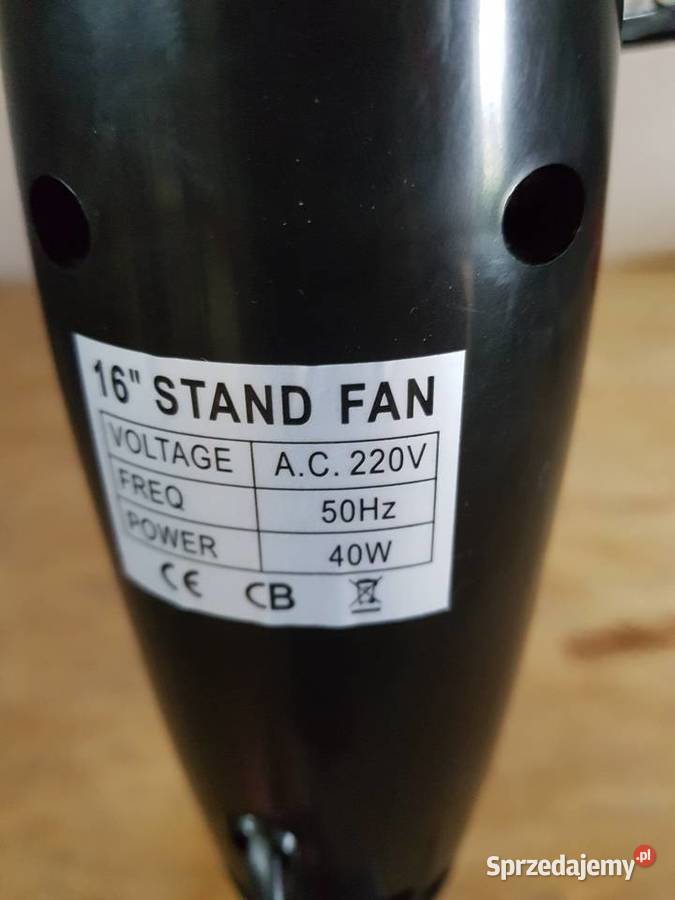 16" STAND FAN
VOLTAGE A.C. 220V
FREQ 50Hz
POWER 40W
CE CB
Sprzedajemy.pl